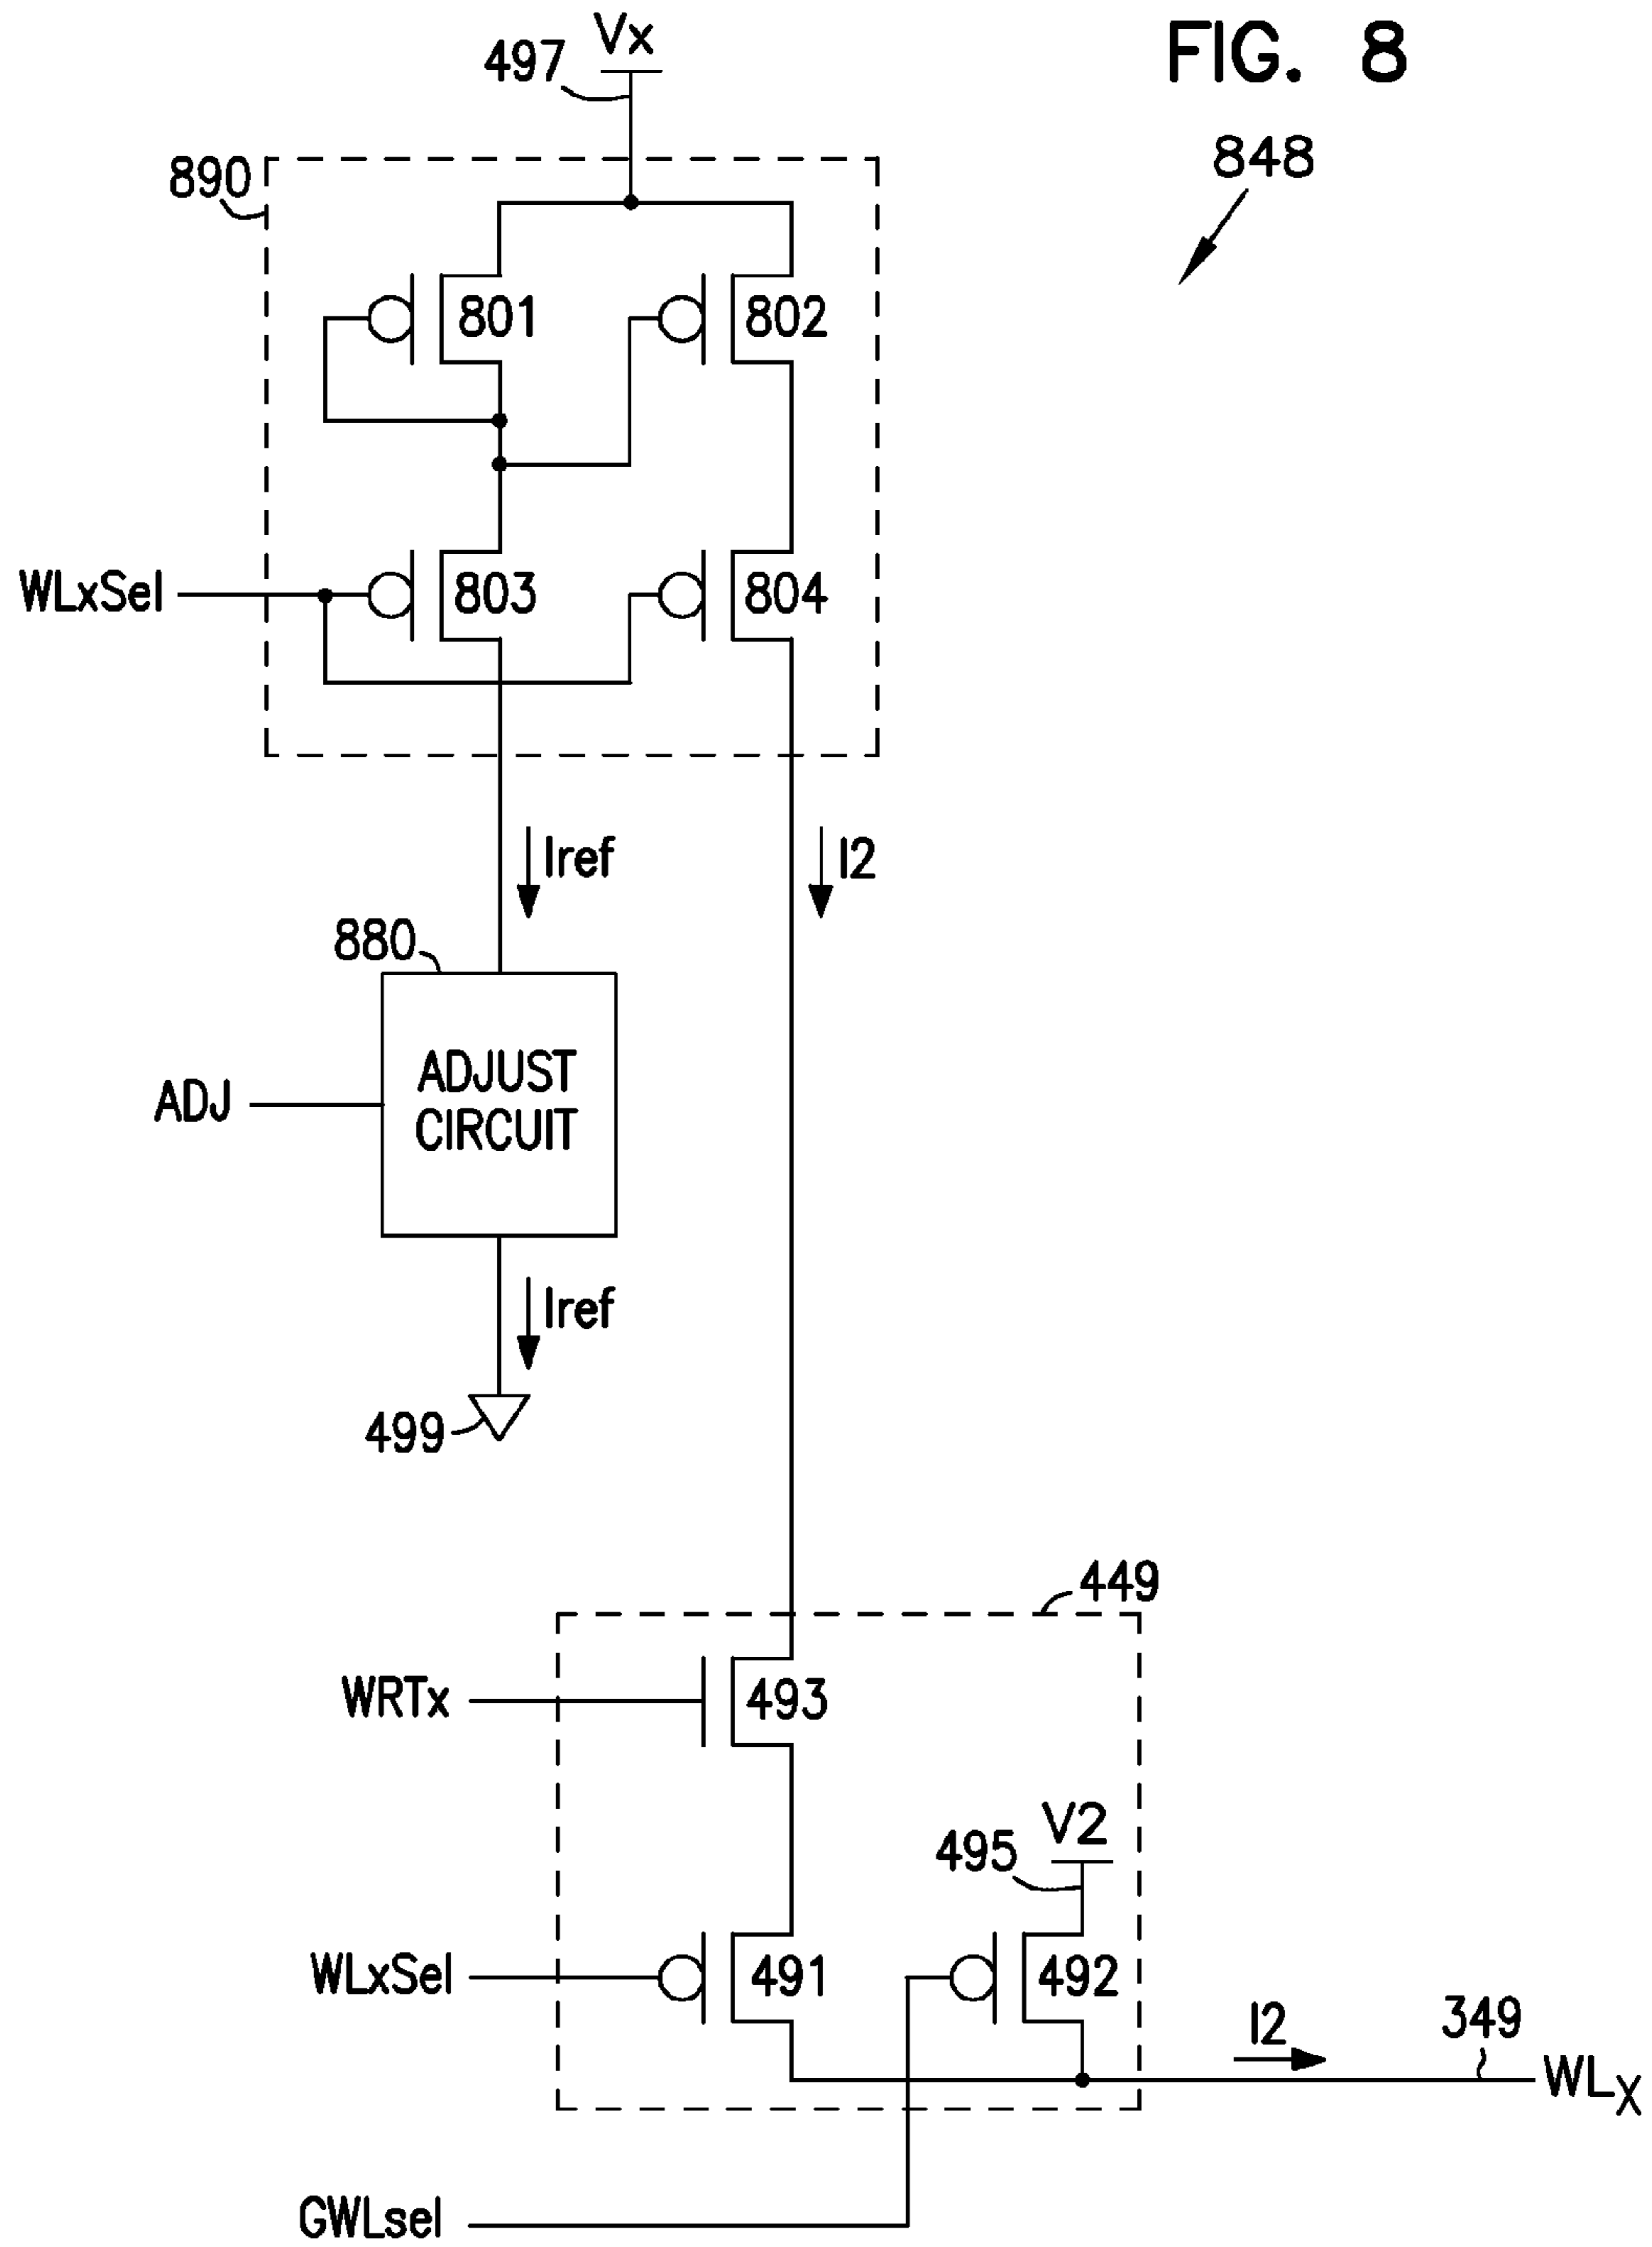 FIG. 8
Vx
497
848
890
801
802
WLxSel
803
804
Iref
I2
880
ADJUST
CIRCUIT
ADJ
Iref
499
449
WRTx
493
V2
495
WLxSel
491
492
I2
349
WLX
GWLsel